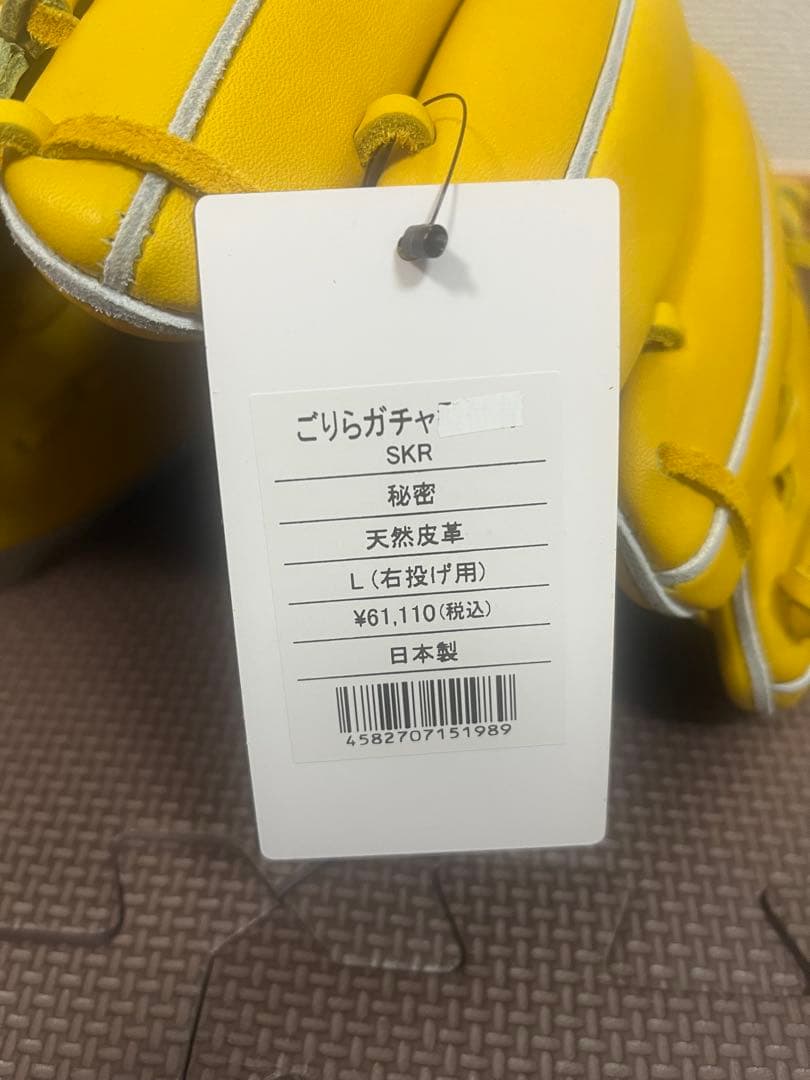 ごりらガチャ
SKR
秘密
天然皮革
L(右投げ用)
¥61,110(税込)
日本製
4582707151989